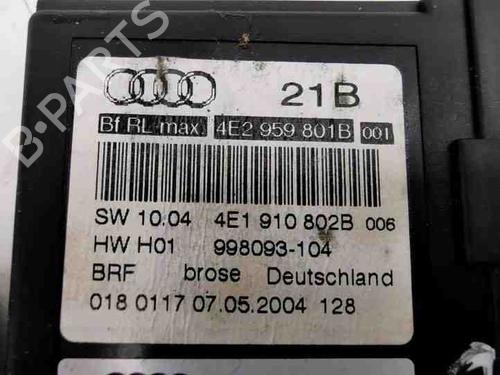 21B
Bf RL max. 4E2 959 801B 001
SW 10.04 4E1 910 802B 006
HW H01 998093-104
BRF brose Deutschland
018 0117 07.05.2004 128
B-PARTS